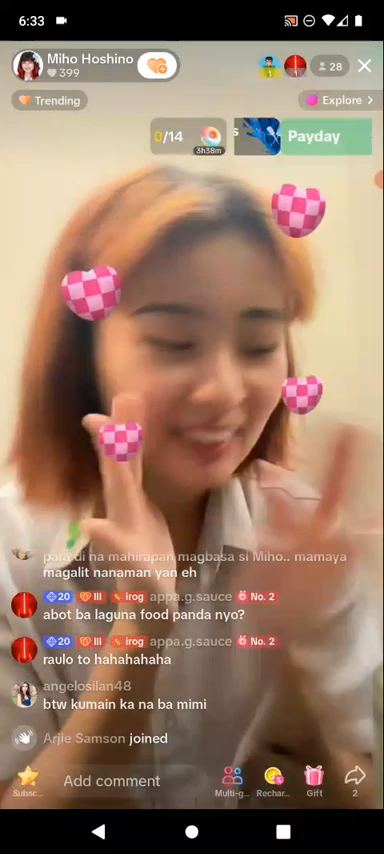 6:33
Miho Hoshino
399
28
Trending
Explore >
0/14
3h38m
s
Payday
para di na mahirapan magbasa si Miho.. mamaya
magalit nanaman yan eh
20 III irog appa.g.sauce No. 2
abot ba laguna food panda nyo?
20 III irog appa.g.sauce No. 2
raulo to hahahahaha
angelosilan48
btw kumain ka na ba mimi
Arjie Samson joined
Add comment
Subsc... Multi-g... Rechar... Gift 2